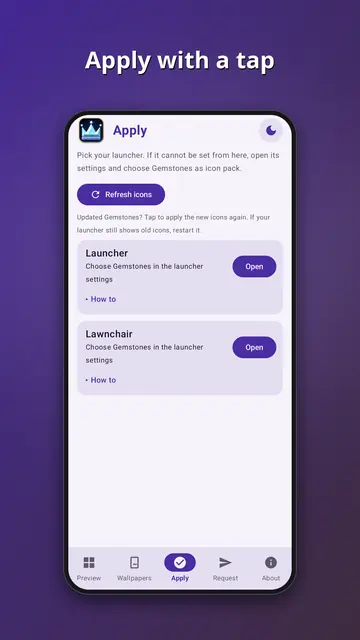 Apply with a tap
Apply
Pick your launcher. If it cannot be set from here, open its
settings and choose Gemstones as icon pack.
Refresh icons
Updated Gemstones? Tap to apply the new icons again. If your
launcher still shows old icons, restart it
Launcher
Choose Gemstones in the launcher
settings
Open
• How to
Lawnchair
Choose Gemstones in the launcher
settings
Open
• How to
Preview
Wallpapers
Apply
Request
About